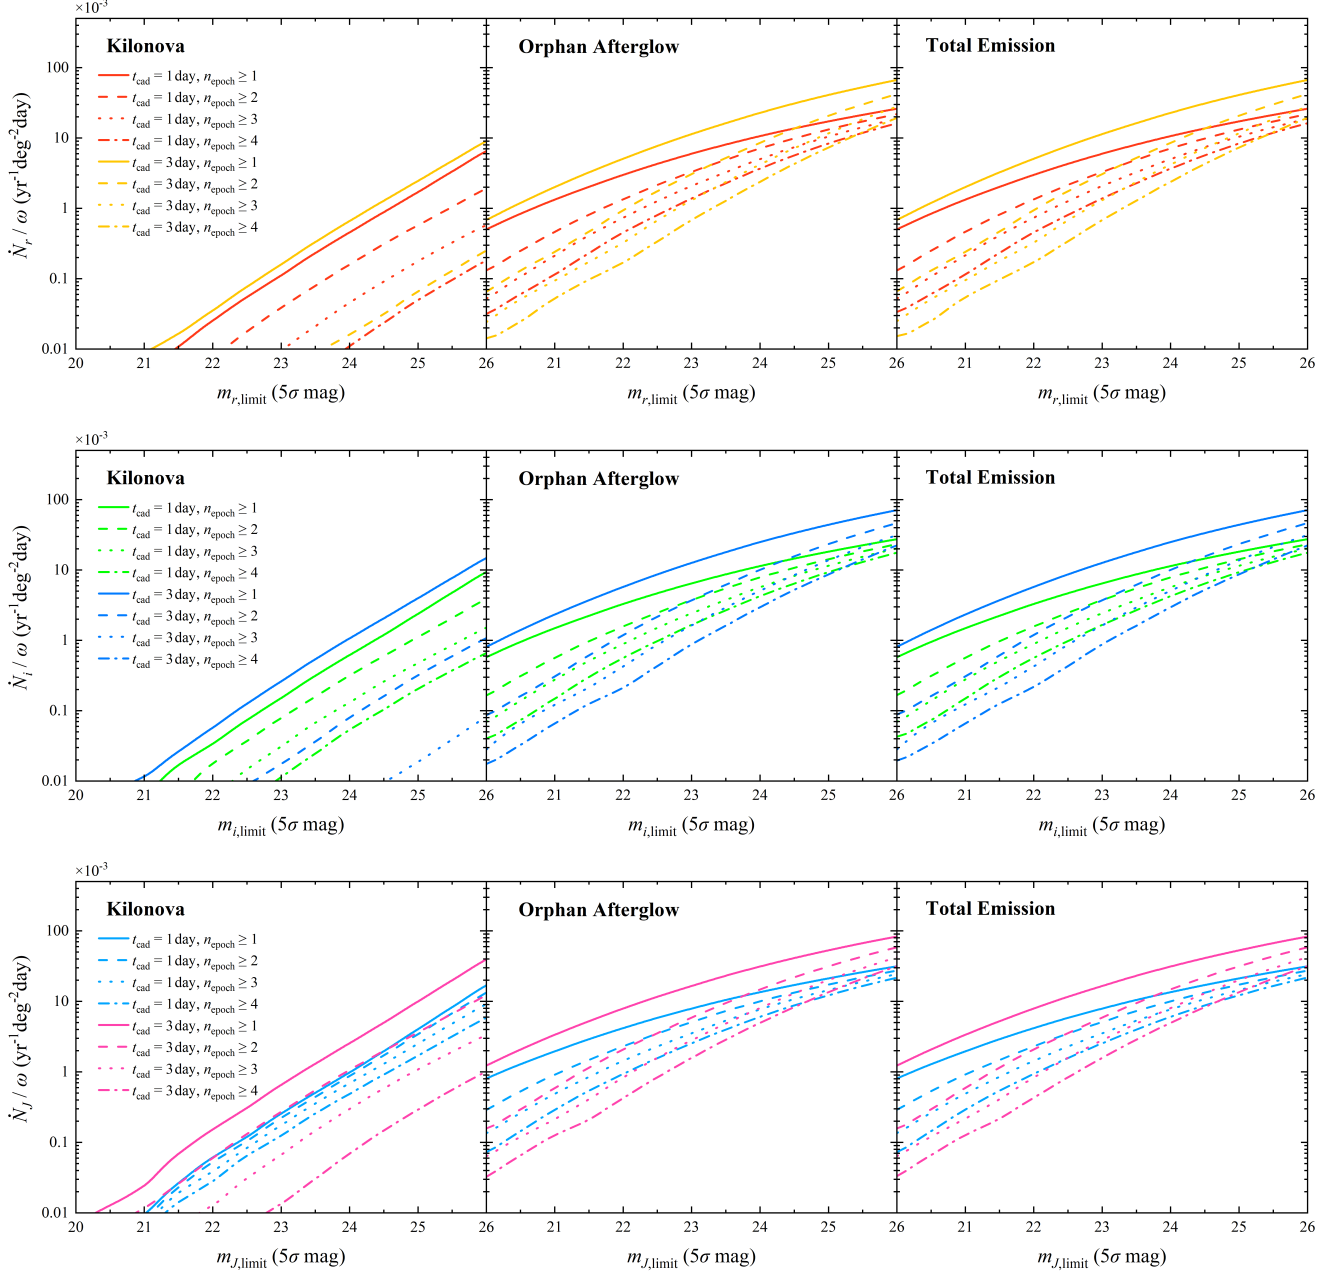 ×10⁻³
Kilonova
Orphan Afterglow
Total Emission
t_cad = 1 day, n_epoch ≥ 1
t_cad = 1 day, n_epoch ≥ 2
t_cad = 1 day, n_epoch ≥ 3
t_cad = 1 day, n_epoch ≥ 4
t_cad = 3 day, n_epoch ≥ 1
t_cad = 3 day, n_epoch ≥ 2
t_cad = 3 day, n_epoch ≥ 3
t_cad = 3 day, n_epoch ≥ 4
100
10
1
0.1
0.01
Ṅ_r / ω (yr⁻¹deg⁻²day)
20 21 22 23 24 25 26 21 22 23 24 25 26 21 22 23 24 25 26
m_r,limit (5σ mag) m_r,limit (5σ mag) m_r,limit (5σ mag)
×10⁻³
Kilonova
Orphan Afterglow
Total Emission
t_cad = 1 day, n_epoch ≥ 1
t_cad = 1 day, n_epoch ≥ 2
t_cad = 1 day, n_epoch ≥ 3
t_cad = 1 day, n_epoch ≥ 4
t_cad = 3 day, n_epoch ≥ 1
t_cad = 3 day, n_epoch ≥ 2
t_cad = 3 day, n_epoch ≥ 3
t_cad = 3 day, n_epoch ≥ 4
100
10
1
0.1
0.01
Ṅ_i / ω (yr⁻¹deg⁻²day)
20 21 22 23 24 25 26 21 22 23 24 25 26 21 22 23 24 25 26
m_i,limit (5σ mag) m_i,limit (5σ mag) m_i,limit (5σ mag)
×10⁻³
Kilonova
Orphan Afterglow
Total Emission
t_cad = 1 day, n_epoch ≥ 1
t_cad = 1 day, n_epoch ≥ 2
t_cad = 1 day, n_epoch ≥ 3
t_cad = 1 day, n_epoch ≥ 4
t_cad = 3 day, n_epoch ≥ 1
t_cad = 3 day, n_epoch ≥ 2
t_cad = 3 day, n_epoch ≥ 3
t_cad = 3 day, n_epoch ≥ 4
100
10
1
0.1
0.01
Ṅ_J / ω (yr⁻¹deg⁻²day)
20 21 22 23 24 25 26 21 22 23 24 25 26 21 22 23 24 25 26
m_J,limit (5σ mag) m_J,limit (5σ mag) m_J,limit (5σ mag)